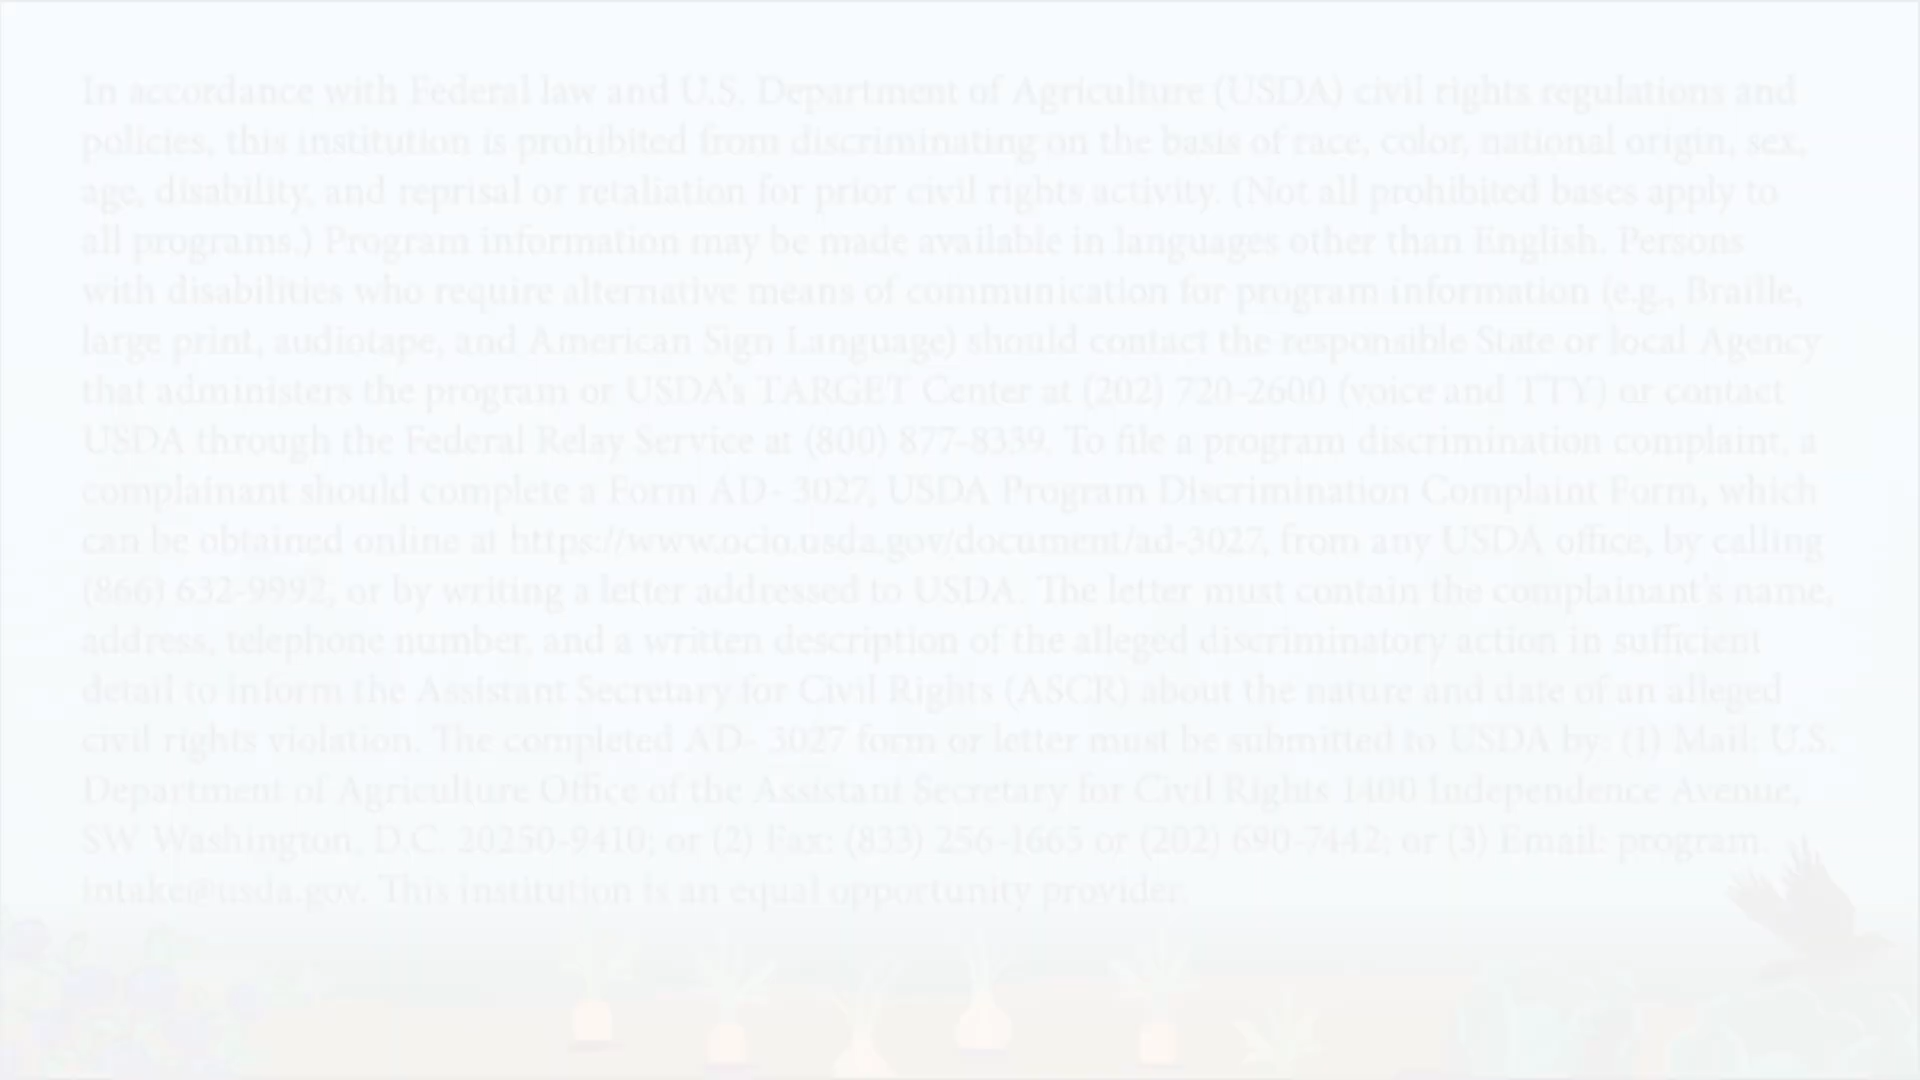 In accordance with Federal law and U.S. Department of Agriculture (USDA) civil rights regulations and
policies, this institution is prohibited from discriminating on the basis of race, color, national origin, sex,
age, disability, and reprisal or retaliation for prior civil rights activity. (Not all prohibited bases apply to
all programs.) Program information may be made available in languages other than English. Persons
with disabilities who require alternative means of communication for program information (e.g., Braille,
large print, audiotape, and American Sign Language) should contact the responsible State or local Agency
that administers the program or USDA's TARGET Center at (202) 720-2600 (voice and TTY) or contact
USDA through the Federal Relay Service at (800) 877-8339. To file a program discrimination complaint, a
complainant should complete a Form AD- 3027, USDA Program Discrimination Complaint Form, which
can be obtained online at https://www.ocio.usda.gov/document/ad-3027, from any USDA office, by calling
(866) 632-9992, or by writing a letter addressed to USDA. The letter must contain the complainant's name,
address, telephone number, and a written description of the alleged discriminatory action in sufficient
detail to inform the Assistant Secretary for Civil Rights (ASCR) about the nature and date of an alleged
civil rights violation. The completed AD- 3027 form or letter must be submitted to USDA by: (1) Mail: U.S.
Department of Agriculture Office of the Assistant Secretary for Civil Rights 1400 Independence Avenue,
SW Washington, D.C. 20250-9410; or (2) Fax: (833) 256-1665 or (202) 690-7442; or (3) Email: program.
intake@usda.gov. This institution is an equal opportunity provider.